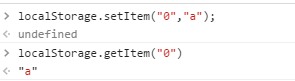 > localStorage.setItem("0","a");
< undefined
> localStorage.getItem("0")
< "a"